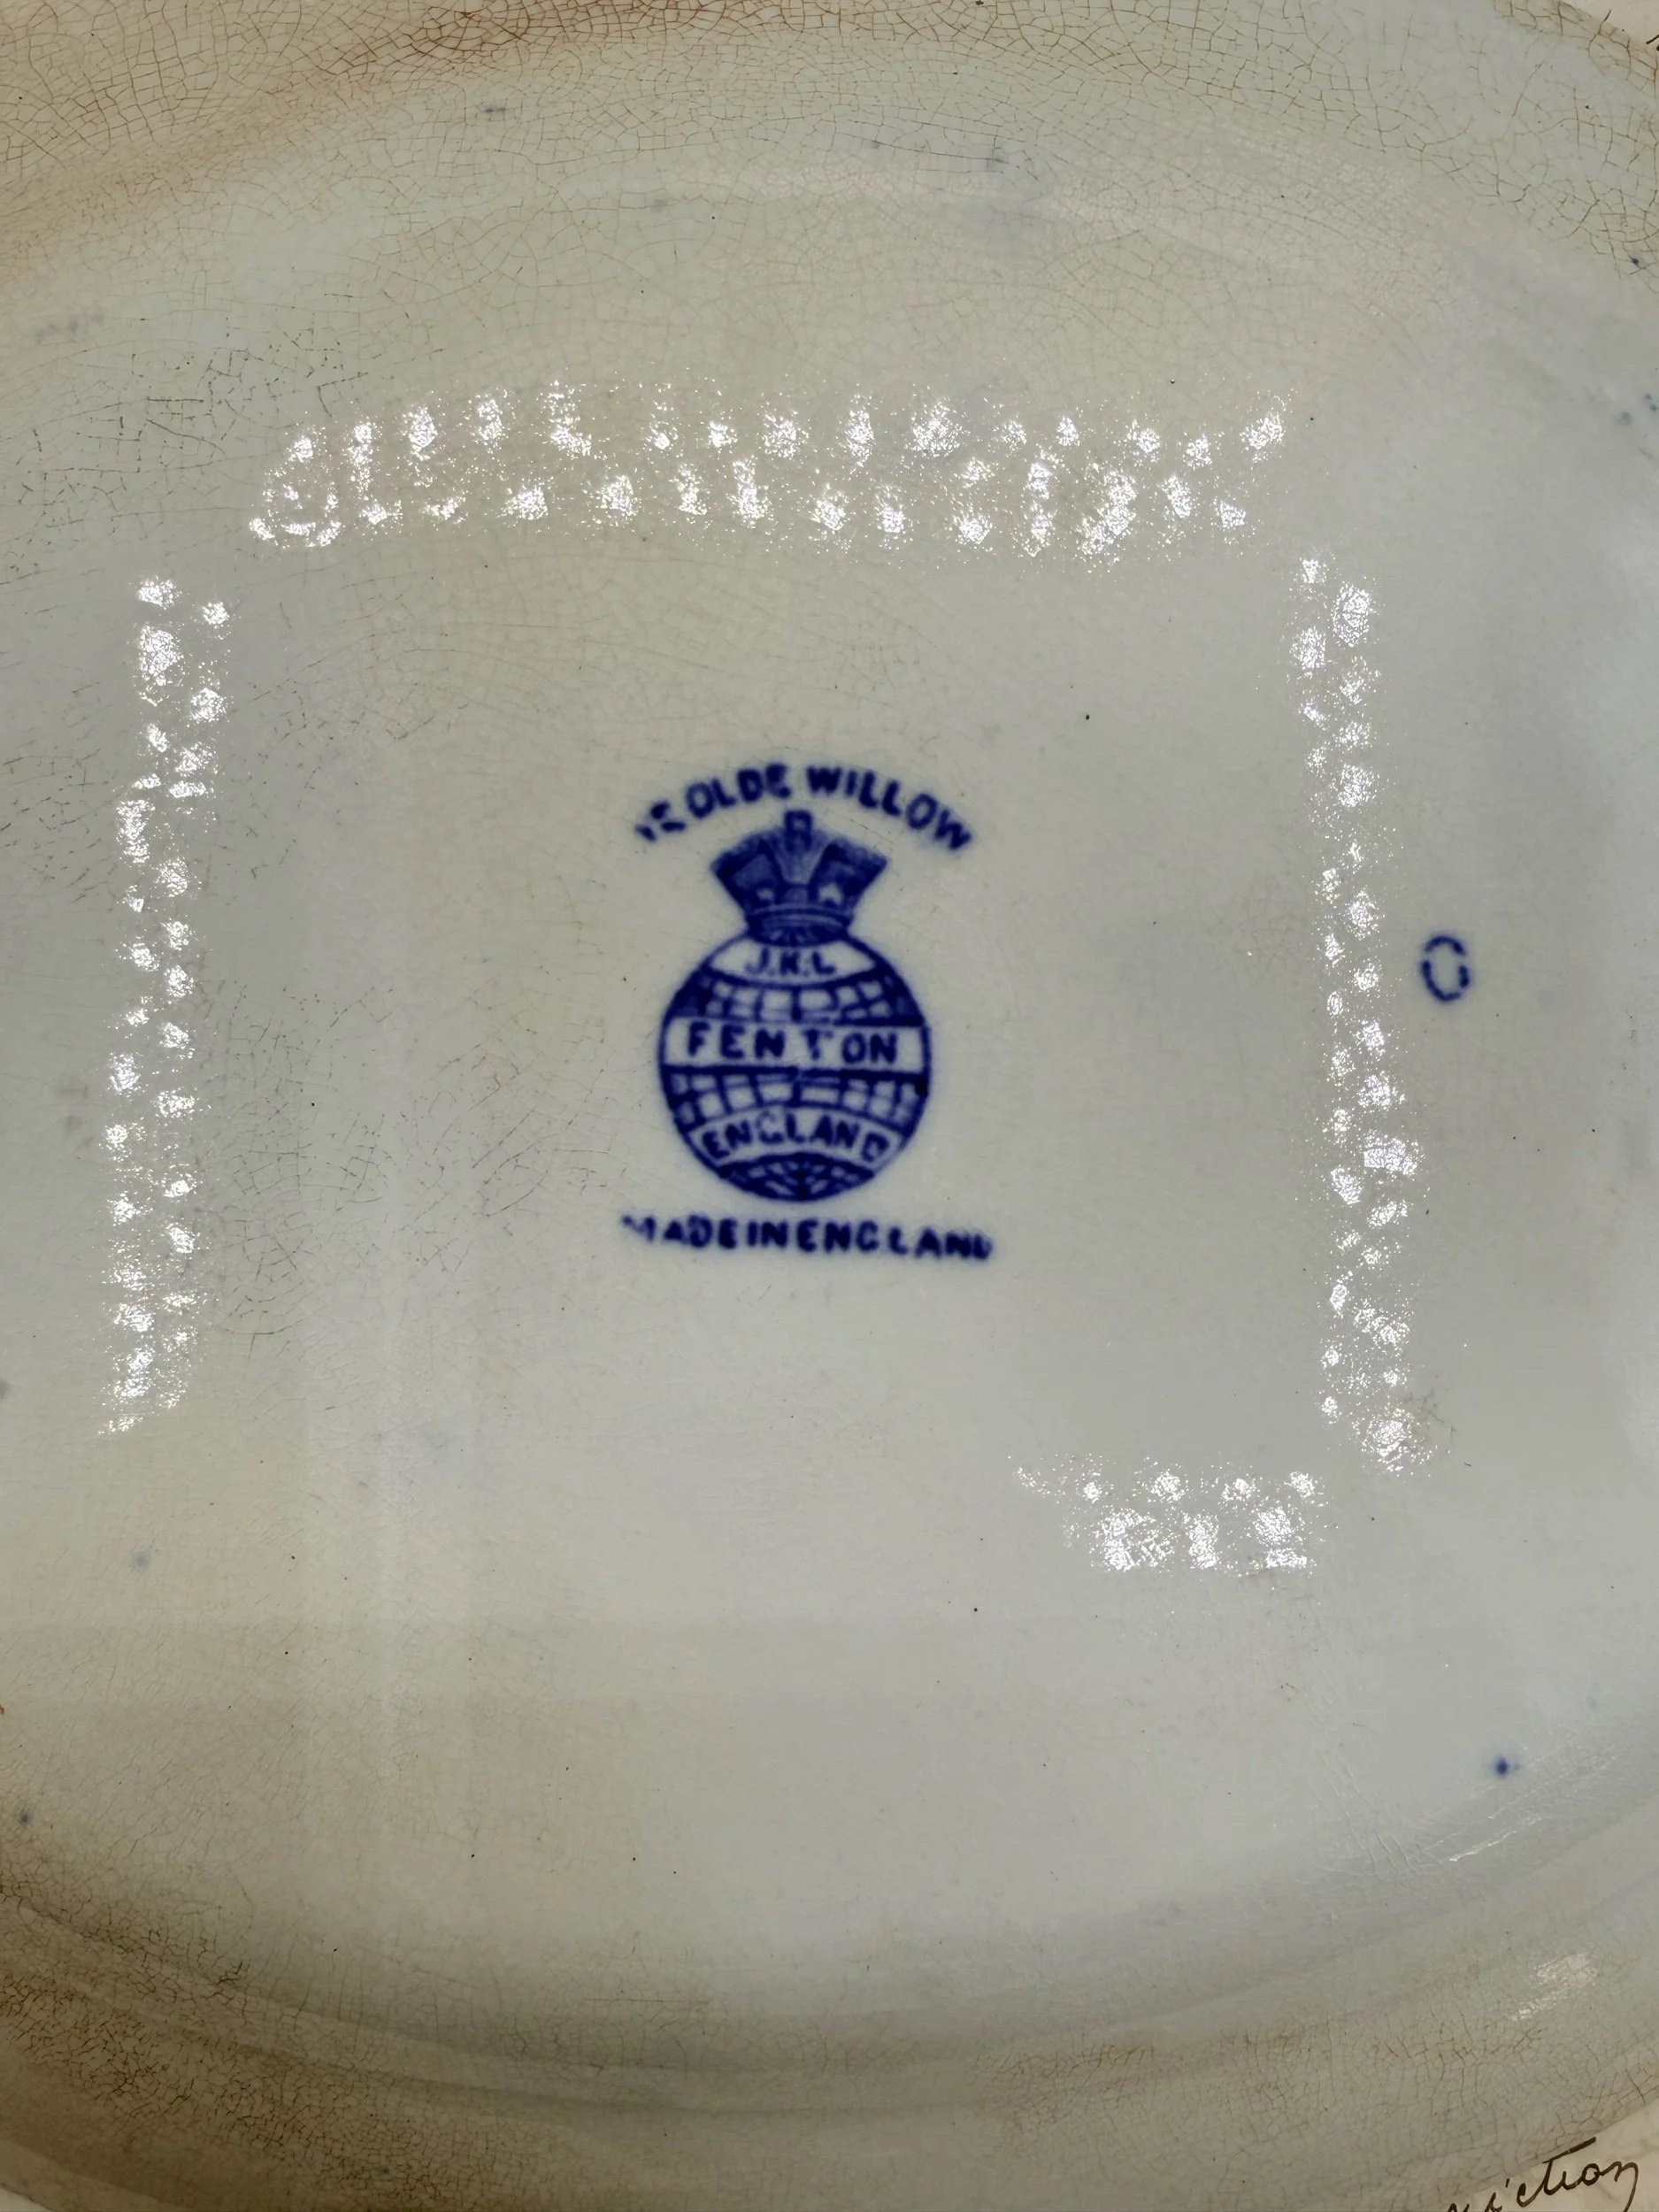 YE OLDE WILLOW
J.K.L
FENTON
ENGLAND
MADE IN ENGLAND
O